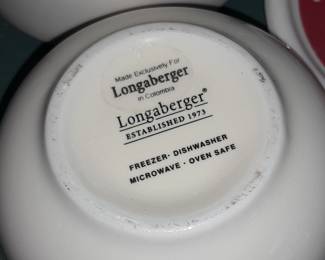 Made Exclusively For
Longaberger
in Colombia
Longaberger®
ESTABLISHED 1973
FREEZER · DISHWASHER
MICROWAVE · OVEN SAFE